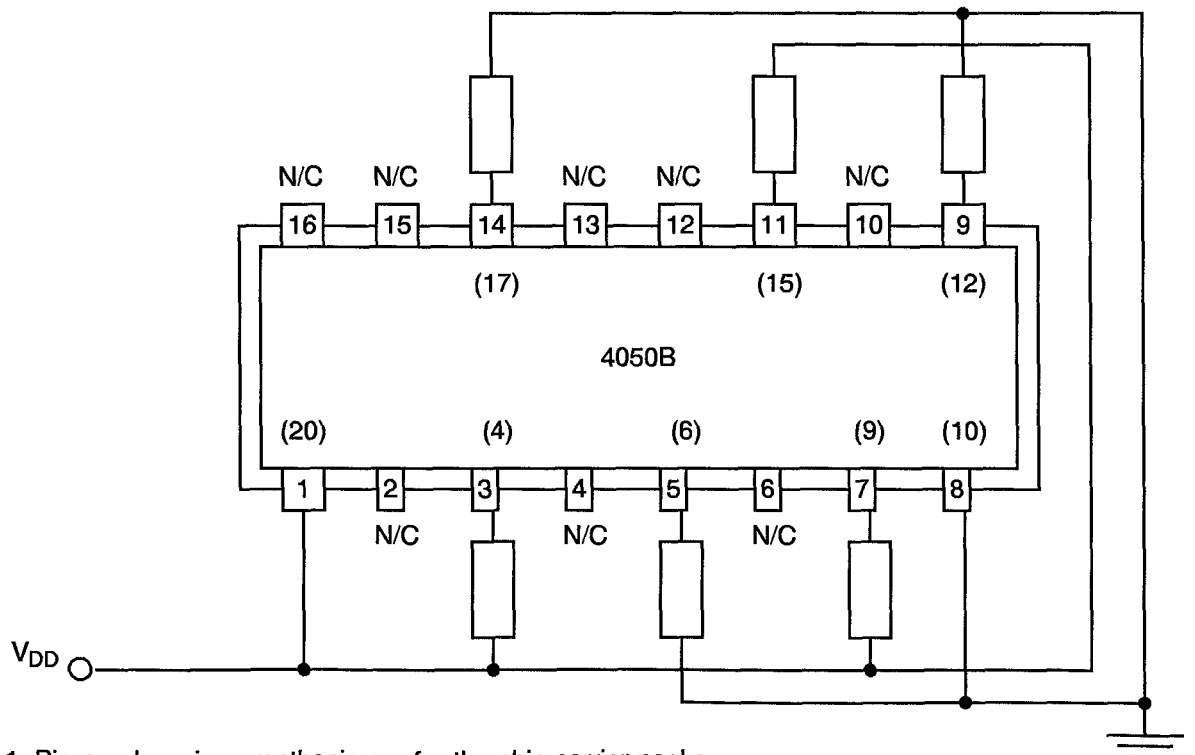 N/C N/C N/C N/C N/C
16 15 14 13 12 11 10 9
(17) (15) (12)
4050B
(20) (4) (6) (9) (10)
1 2 3 4 5 6 7 8
N/C N/C N/C
VDD